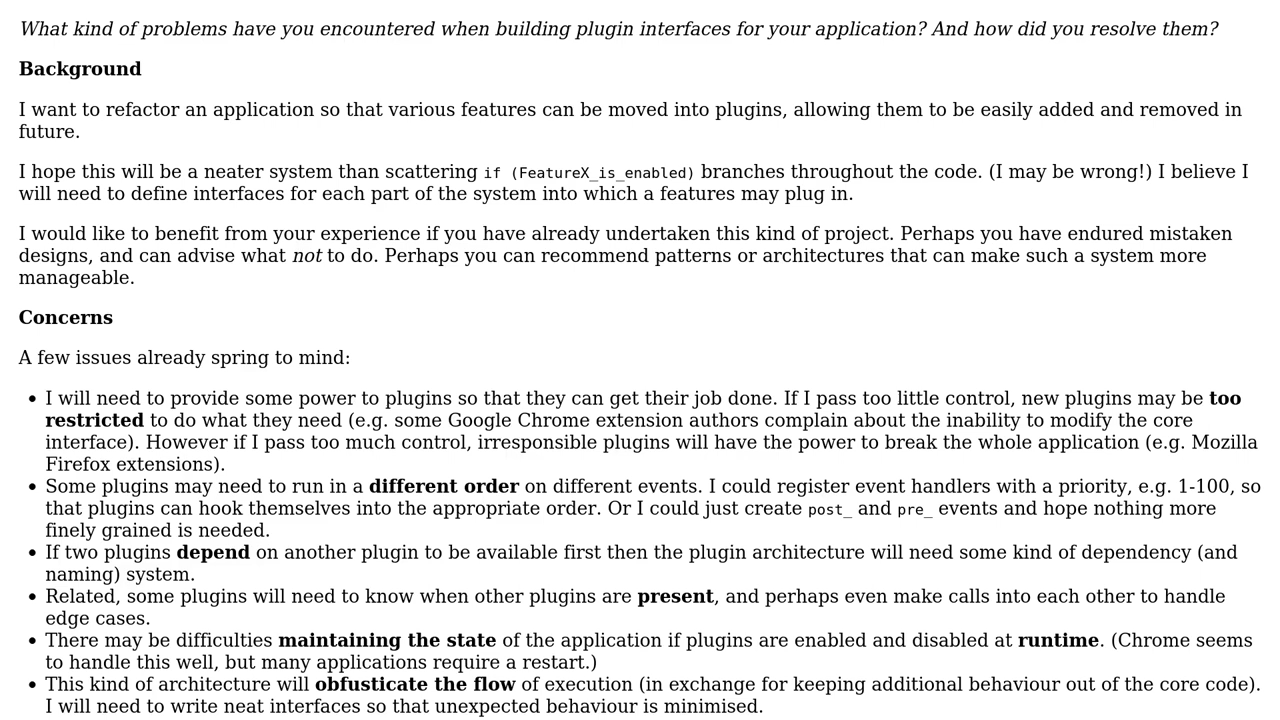 What kind of problems have you encountered when building plugin interfaces for your application? And how did you resolve them?
Background
I want to refactor an application so that various features can be moved into plugins, allowing them to be easily added and removed in
future.
I hope this will be a neater system than scattering if (FeatureX_is_enabled) branches throughout the code. (I may be wrong!) I believe I
will need to define interfaces for each part of the system into which a features may plug in.
I would like to benefit from your experience if you have already undertaken this kind of project. Perhaps you have endured mistaken
designs, and can advise what not to do. Perhaps you can recommend patterns or architectures that can make such a system more
manageable.
Concerns
A few issues already spring to mind:
• I will need to provide some power to plugins so that they can get their job done. If I pass too little control, new plugins may be too
restricted to do what they need (e.g. some Google Chrome extension authors complain about the inability to modify the core
interface). However if I pass too much control, irresponsible plugins will have the power to break the whole application (e.g. Mozilla
Firefox extensions).
• Some plugins may need to run in a different order on different events. I could register event handlers with a priority, e.g. 1-100, so
that plugins can hook themselves into the appropriate order. Or I could just create post_ and pre_ events and hope nothing more
finely grained is needed.
• If two plugins depend on another plugin to be available first then the plugin architecture will need some kind of dependency (and
naming) system.
• Related, some plugins will need to know when other plugins are present, and perhaps even make calls into each other to handle
edge cases.
• There may be difficulties maintaining the state of the application if plugins are enabled and disabled at runtime. (Chrome seems
to handle this well, but many applications require a restart.)
• This kind of architecture will obfusticate the flow of execution (in exchange for keeping additional behaviour out of the core code).
I will need to write neat interfaces so that unexpected behaviour is minimised.